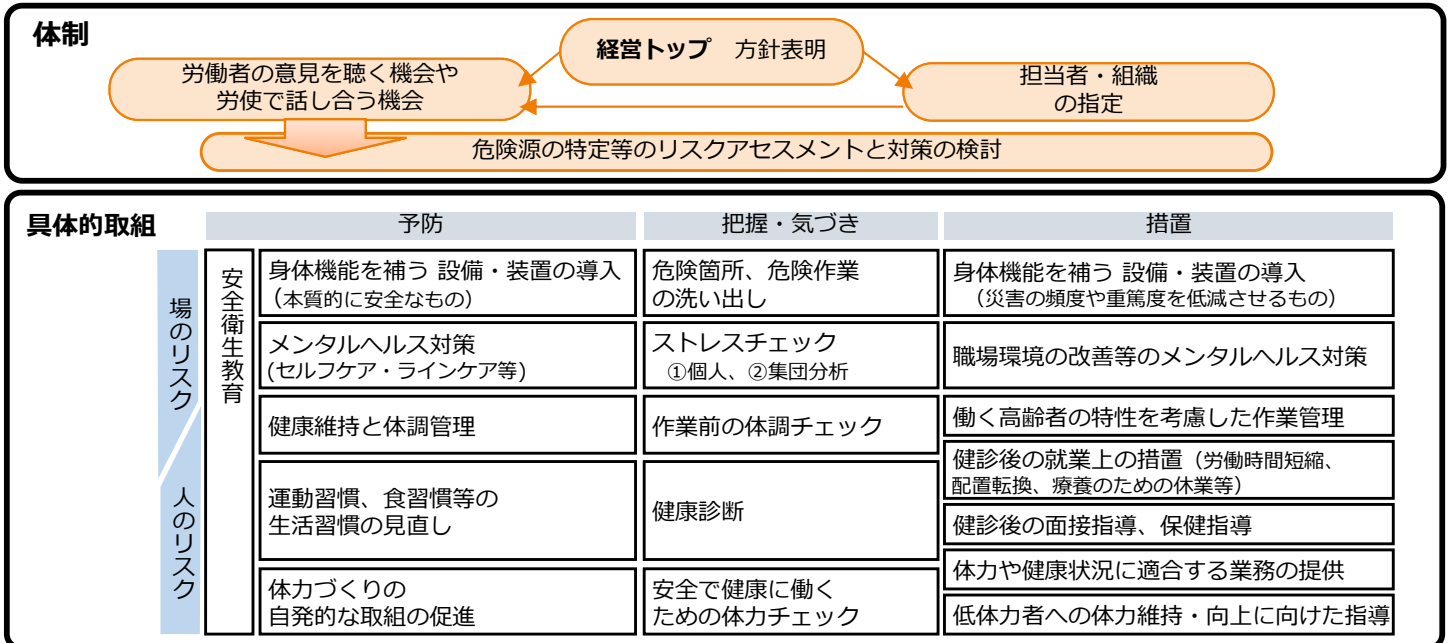 体制
経営トップ　方針表明
労働者の意見を聴く機会や
労使で話し合う機会
担当者・組織
の指定
危険源の特定等のリスクアセスメントと対策の検討
具体的取組
予防
把握・気づき
措置
場のリスク
人のリスク
安全衛生教育
身体機能を補う 設備・装置の導入
（本質的に安全なもの）
危険箇所、危険作業
の洗い出し
身体機能を補う 設備・装置の導入
（災害の頻度や重篤度を低減させるもの）
メンタルヘルス対策
(セルフケア・ラインケア等)
ストレスチェック
①個人、②集団分析
職場環境の改善等のメンタルヘルス対策
健康維持と体調管理
作業前の体調チェック
働く高齢者の特性を考慮した作業管理
運動習慣、食習慣等の
生活習慣の見直し
健康診断
健診後の就業上の措置（労働時間短縮、
配置転換、療養のための休業等）
健診後の面接指導、保健指導
体力づくりの
自発的な取組の促進
安全で健康に働く
ための体力チェック
体力や健康状況に適合する業務の提供
低体力者への体力維持・向上に向けた指導